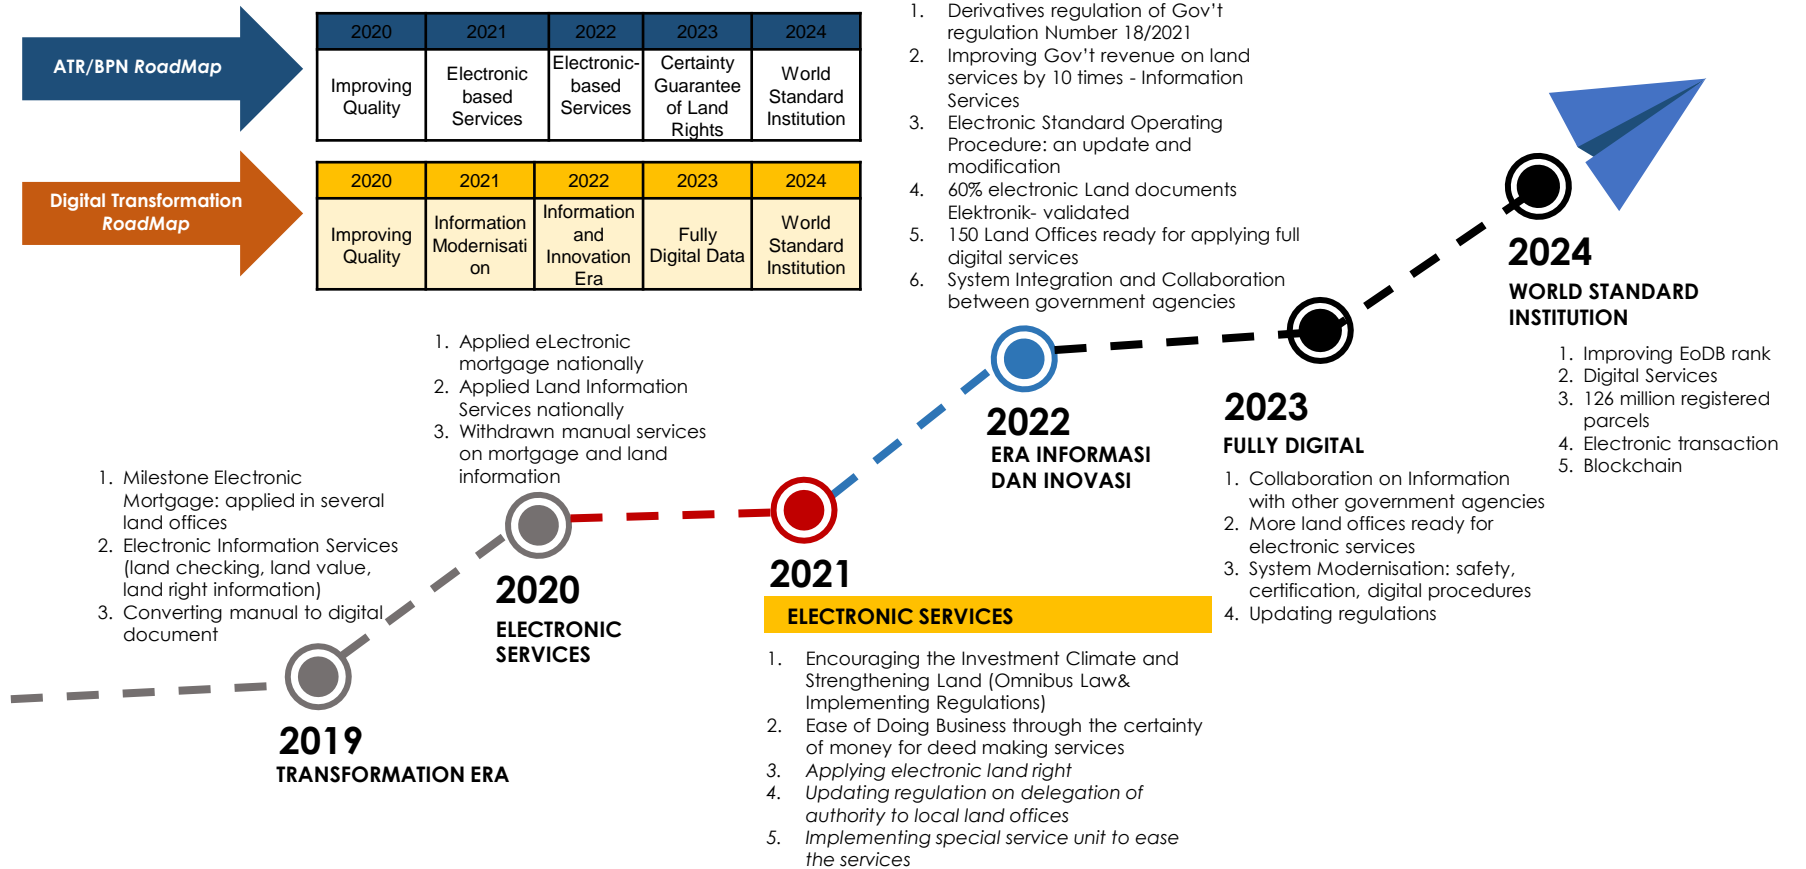 ATR/BPN RoadMap
2020 2021 2022 2023 2024
Improving
Quality
Electronic
based
Services
Electronic-
based
Services
Certainty
Guarantee
of Land
Rights
World
Standard
Institution
Digital Transformation
RoadMap
2020 2021 2022 2023 2024
Improving
Quality
Information
Modernisati
on
Information
and
Innovation
Era
Fully
Digital Data
World
Standard
Institution
1. Milestone Electronic
Mortgage: applied in several
land offices
2. Electronic Information Services
(land checking, land value,
land right information)
3. Converting manual to digital
document
2019
TRANSFORMATION ERA
1. Applied eLectronic
mortgage nationally
2. Applied Land Information
Services nationally
3. Withdrawn manual services
on mortgage and land
information
2020
ELECTRONIC
SERVICES
2021
ELECTRONIC SERVICES
1. Encouraging the Investment Climate and
Strengthening Land (Omnibus Law&
Implementing Regulations)
2. Ease of Doing Business through the certainty
of money for deed making services
3. Applying electronic land right
4. Updating regulation on delegation of
authority to local land offices
5. Implementing special service unit to ease
the services
1. Derivatives regulation of Gov't
regulation Number 18/2021
2. Improving Gov't revenue on land
services by 10 times - Information
Services
3. Electronic Standard Operating
Procedure: an update and
modification
4. 60% electronic Land documents
Elektronik- validated
5. 150 Land Offices ready for applying full
digital services
6. System Integration and Collaboration
between government agencies
2022
ERA INFORMASI
DAN INOVASI
2023
FULLY DIGITAL
1. Collaboration on Information
with other government agencies
2. More land offices ready for
electronic services
3. System Modernisation: safety,
certification, digital procedures
4. Updating regulations
2024
WORLD STANDARD
INSTITUTION
1. Improving EoDB rank
2. Digital Services
3. 126 million registered
parcels
4. Electronic transaction
5. Blockchain